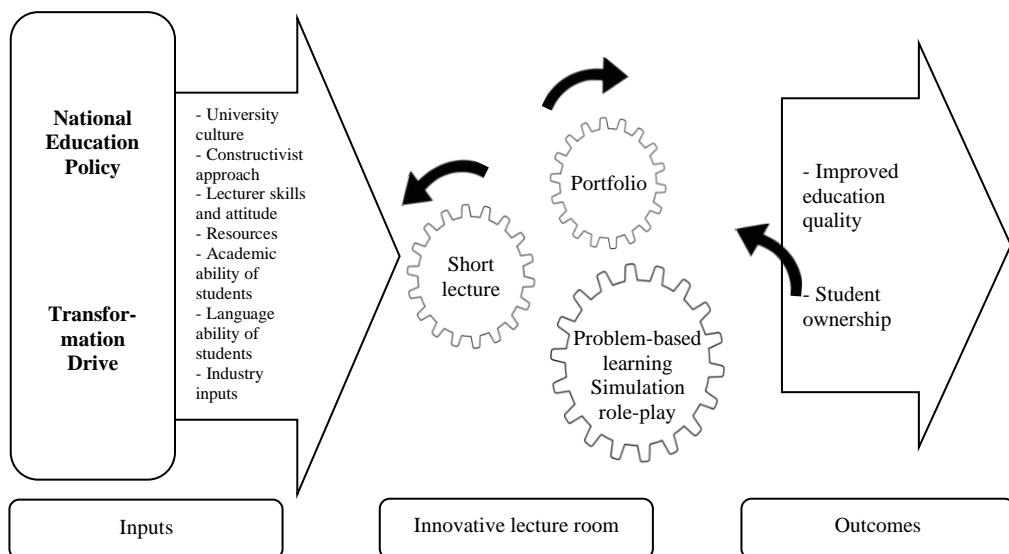 National
Education
Policy
Transfor-
mation
Drive
- University
culture
- Constructivist
approach
- Lecturer skills
and attitude
- Resources
- Academic
ability of
students
- Language
ability of
students
- Industry
inputs
Portfolio
Short
lecture
Problem-based
learning
Simulation
role-play
- Improved
education
quality
- Student
ownership
Inputs
Innovative lecture room
Outcomes